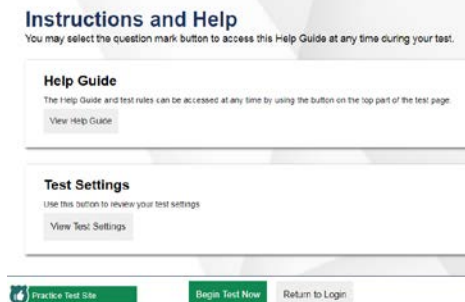 Instructions and Help
You may select the question mark button to access this Help Guide at any time during your test.
Help Guide
The Help Guide and test rules can be accessed at any time by using the button on the top part of the test page.
View Help Guide
Test Settings
Use this button to review your test settings
View Test Settings
Practice Test Site
Begin Test Now
Return to Login